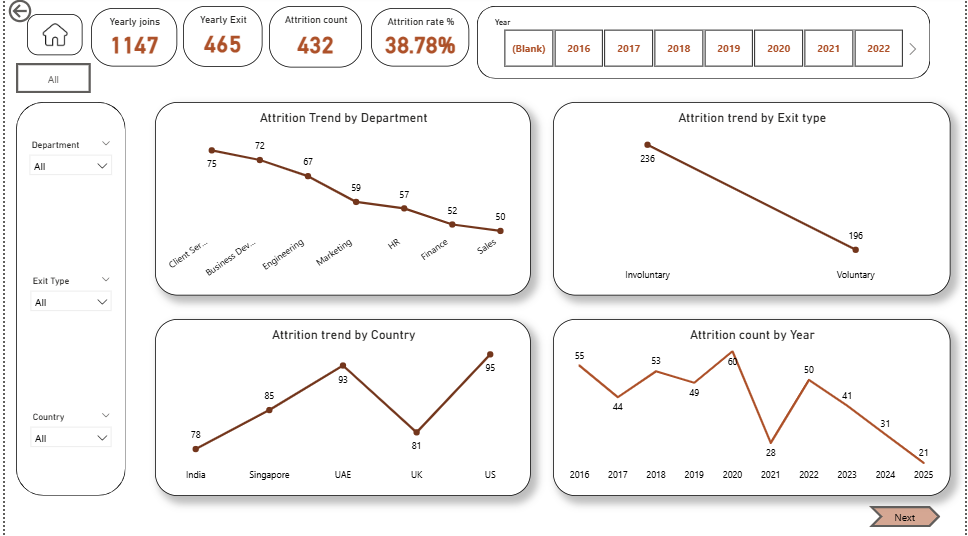 Yearly joins
1147
Yearly Exit
465
Attrition count
432
Attrition rate %
38.78%
Year
(Blank) 2016 2017 2018 2019 2020 2021 2022
All
Department
All
Exit Type
All
Country
All
Attrition Trend by Department
75 72 67 59 57 52 50
Client Ser... Business Dev... Engineering Marketing HR Finance Sales
Attrition trend by Exit type
236 196
Involuntary Voluntary
Attrition trend by Country
78 85 93 81 95
India Singapore UAE UK US
Attrition count by Year
55 44 53 49 60 28 50 41 31 21
2016 2017 2018 2019 2020 2021 2022 2023 2024 2025
Next